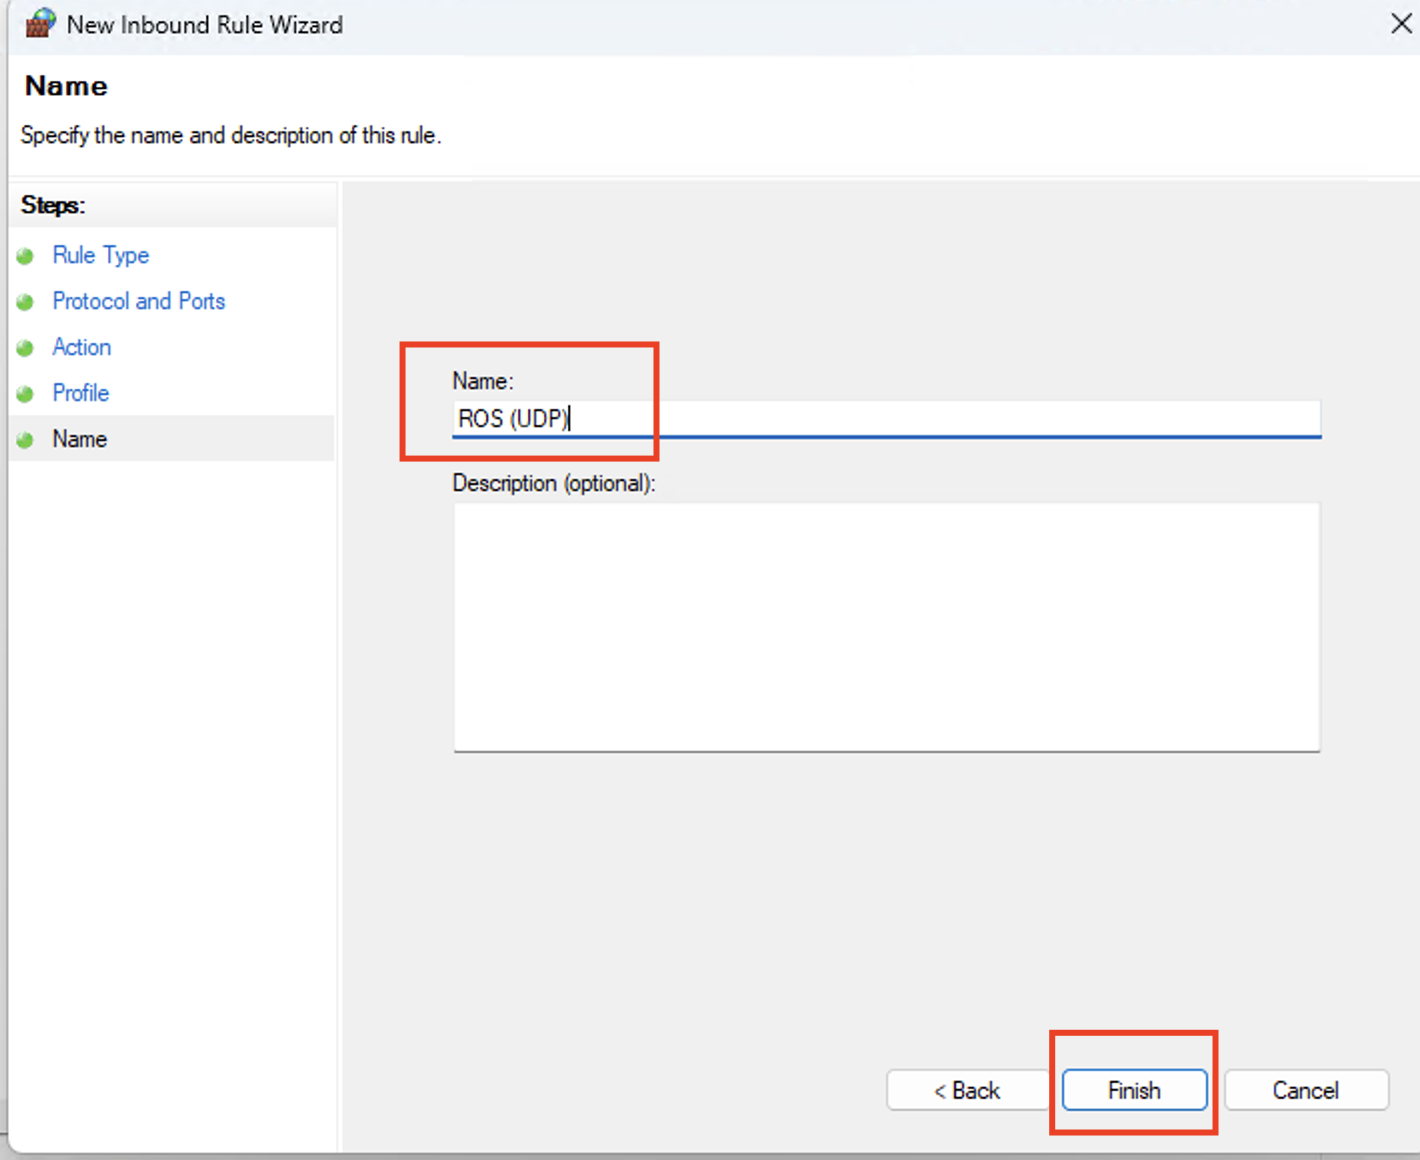 New Inbound Rule Wizard
Name
Specify the name and description of this rule.
Steps:
Rule Type
Protocol and Ports
Action
Profile
Name
Name:
ROS (UDP)
Description (optional):
< Back
Finish
Cancel